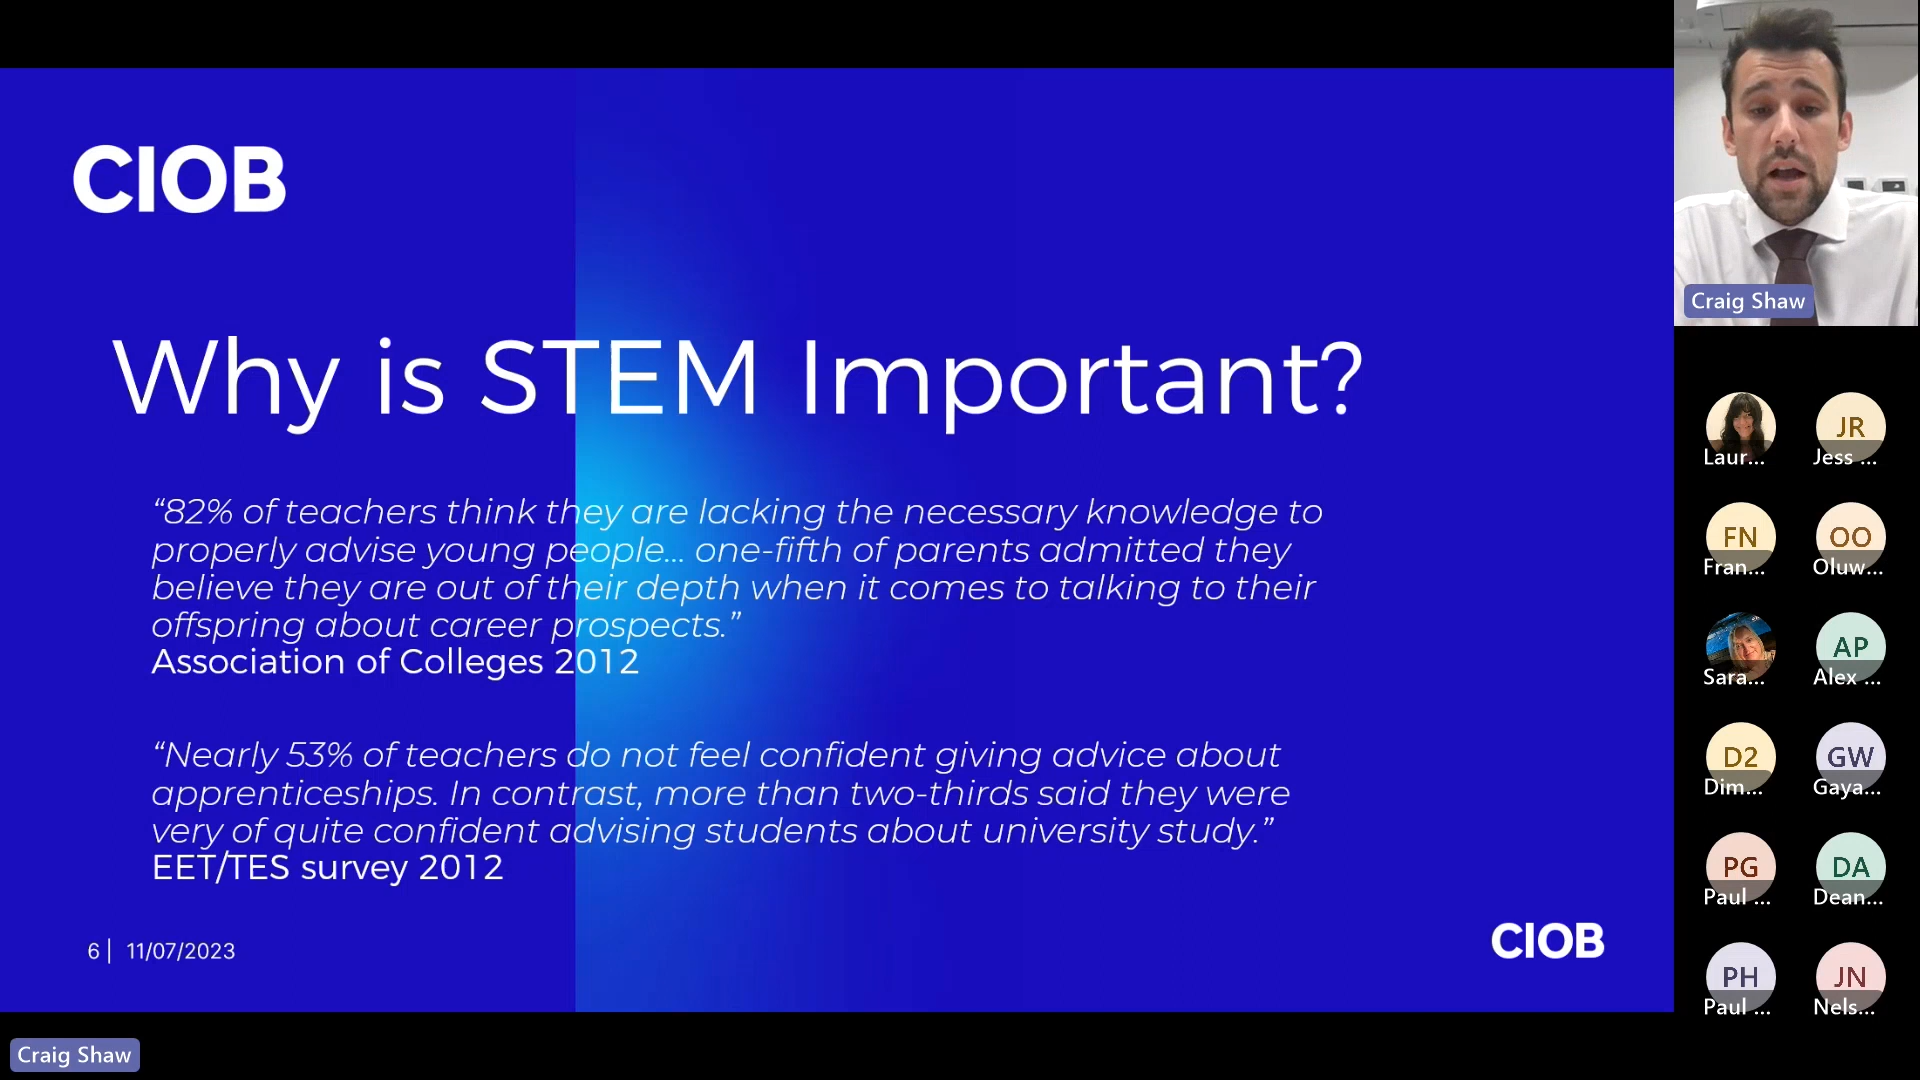 CIOB
Why is STEM Important?
“82% of teachers think they are lacking the necessary knowledge to
properly advise young people... one-fifth of parents admitted they
believe they are out of their depth when it comes to talking to their
offspring about career prospects.”
Association of Colleges 2012
“Nearly 53% of teachers do not feel confident giving advice about
apprenticeships. In contrast, more than two-thirds said they were
very of quite confident advising students about university study.”
EET/TES survey 2012
6 | 11/07/2023
CIOB
Craig Shaw
Craig Shaw
Laur...
JR
Jess ...
FN
Fran...
OO
Oluw...
Sara...
AP
Alex ...
D2
Dim...
GW
Gaya...
PG
Paul ...
DA
Dean...
PH
Paul ...
JN
Nels...